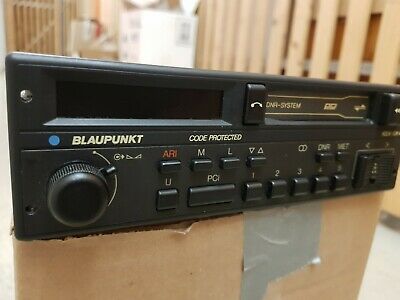 DNR-SYSTEM
BLAUPUNKT CODE PROTECTED
ARI M L DNR MET
U PCi 1 2 3